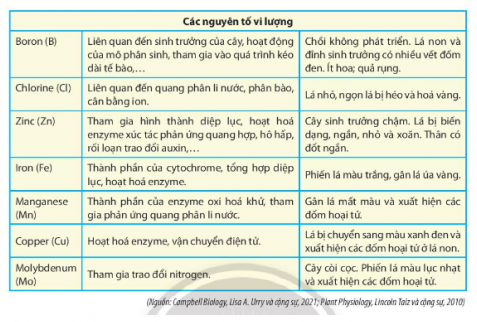 Các nguyên tố vi lượng
Boron (B)
Liên quan đến sinh trưởng của cây, hoạt động
của mô phân sinh, tham gia vào quá trình kéo
dài tế bào,...
Chồi không phát triển. Lá non và
đỉnh sinh trưởng có nhiều vết đốm
đen. Ít hoa; quả rụng.
Chlorine (Cl)
Liên quan đến quang phân li nước, phân bào,
cân bằng ion.
Lá nhỏ, ngọn lá bị héo và hoá vàng.
Zinc (Zn)
Tham gia hình thành diệp lục, hoạt hoá
enzyme xúc tác phản ứng quang hợp, hô hấp,
rối loạn trao đổi auxin,...
Cây sinh trưởng chậm. Lá bị biến
dạng, ngắn, nhỏ và xoăn. Thân có
đốt ngắn.
Iron (Fe)
Thành phần của cytochrome, tổng hợp diệp
lục, hoạt hoá enzyme.
Phiến lá màu trắng, gân lá úa vàng.
Manganese
(Mn)
Thành phần của enzyme oxi hoá khử, tham
gia phản ứng quang phân li nước.
Gân lá mất màu và xuất hiện các
đốm hoại tử.
Copper (Cu)
Hoạt hoá enzyme, vận chuyển điện tử.
Lá bị chuyển sang màu xanh đen và
xuất hiện các đốm hoại tử ở lá non.
Molybdenum
(Mo)
Tham gia trao đổi nitrogen.
Cây còi cọc. Phiến lá màu lục nhạt
và xuất hiện các đốm hoại tử.
(Nguồn: Campbell Biology, Lisa A. Urry và cộng sự, 2021; Plant Physiology, Lincoln Taiz và cộng sự, 2010)